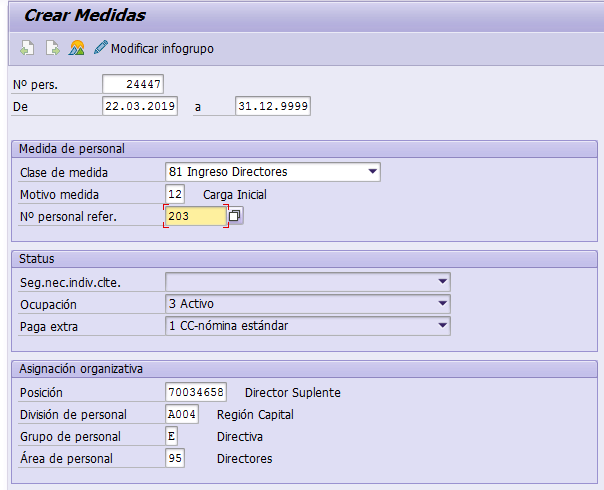 Crear Medidas
Modificar infogrupo
Nº pers. 24447
De 22.03.2019 a 31.12.9999
Medida de personal
Clase de medida 81 Ingreso Directores
Motivo medida 12 Carga Inicial
Nº personal refer. 203
Status
Seg.nec.indiv.clte.
Ocupación 3 Activo
Paga extra 1 CC-nómina estándar
Asignación organizativa
Posición 70034658 Director Suplente
División de personal A004 Región Capital
Grupo de personal E Directiva
Área de personal 95 Directores